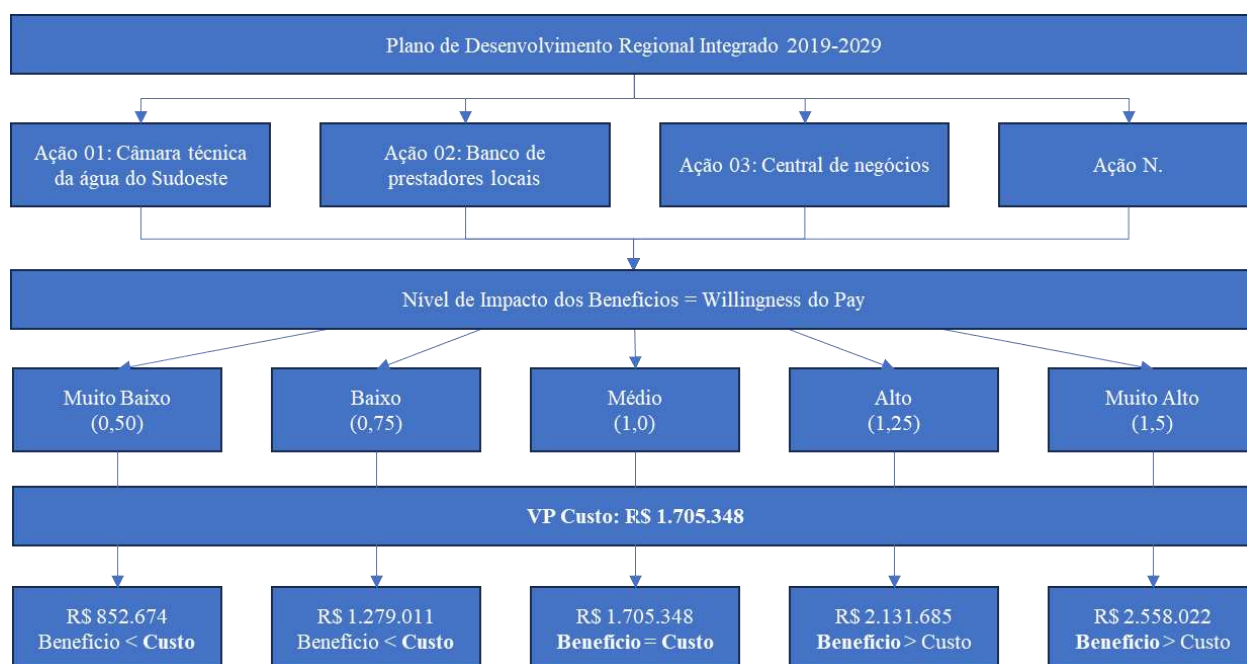 Plano de Desenvolvimento Regional Integrado 2019-2029
Ação 01: Câmara técnica
da água do Sudoeste
Ação 02: Banco de
prestadores locais
Ação 03: Central de negócios
Ação N.
Nível de Impacto dos Benefícios = Willingness do Pay
Muito Baixo
(0,50)
Baixo
(0,75)
Médio
(1,0)
Alto
(1,25)
Muito Alto
(1,5)
VP Custo: R$ 1.705.348
R$ 852.674
Benefício < Custo
R$ 1.279.011
Benefício < Custo
R$ 1.705.348
Benefício = Custo
R$ 2.131.685
Benefício > Custo
R$ 2.558.022
Benefício > Custo